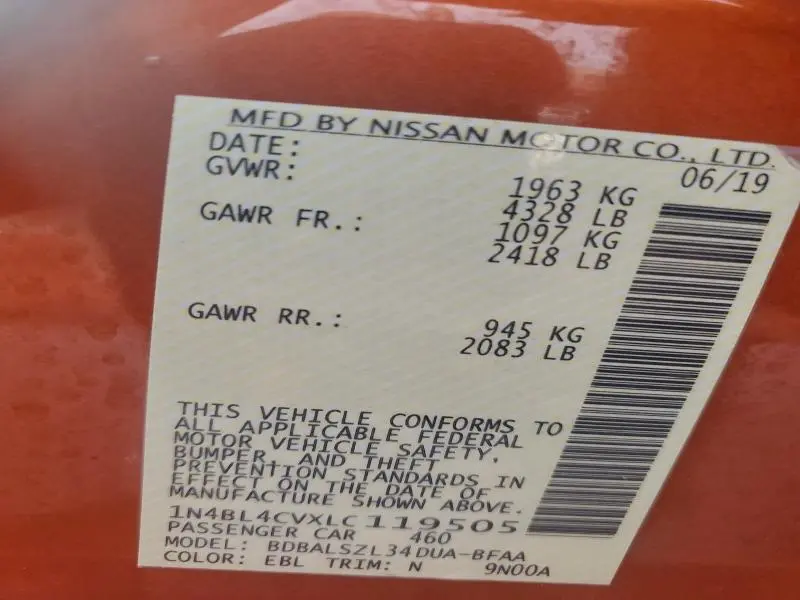 MFD BY NISSAN MOTOR CO., LTD.
DATE: 06/19
GVWR: 1963 KG
4328 LB
GAWR FR.: 1097 KG
2418 LB
GAWR RR.: 945 KG
2083 LB
THIS VEHICLE CONFORMS TO
ALL APPLICABLE FEDERAL
MOTOR VEHICLE SAFETY,
BUMPER, AND THEFT
PREVENTION STANDARDS IN
EFFECT ON THE DATE OF
MANUFACTURE SHOWN ABOVE.
1N4BL4CVXLC119505
PASSENGER CAR 460
MODEL: BDBALSZL34DUA-BFAA
COLOR: EBL TRIM: N 9N00A